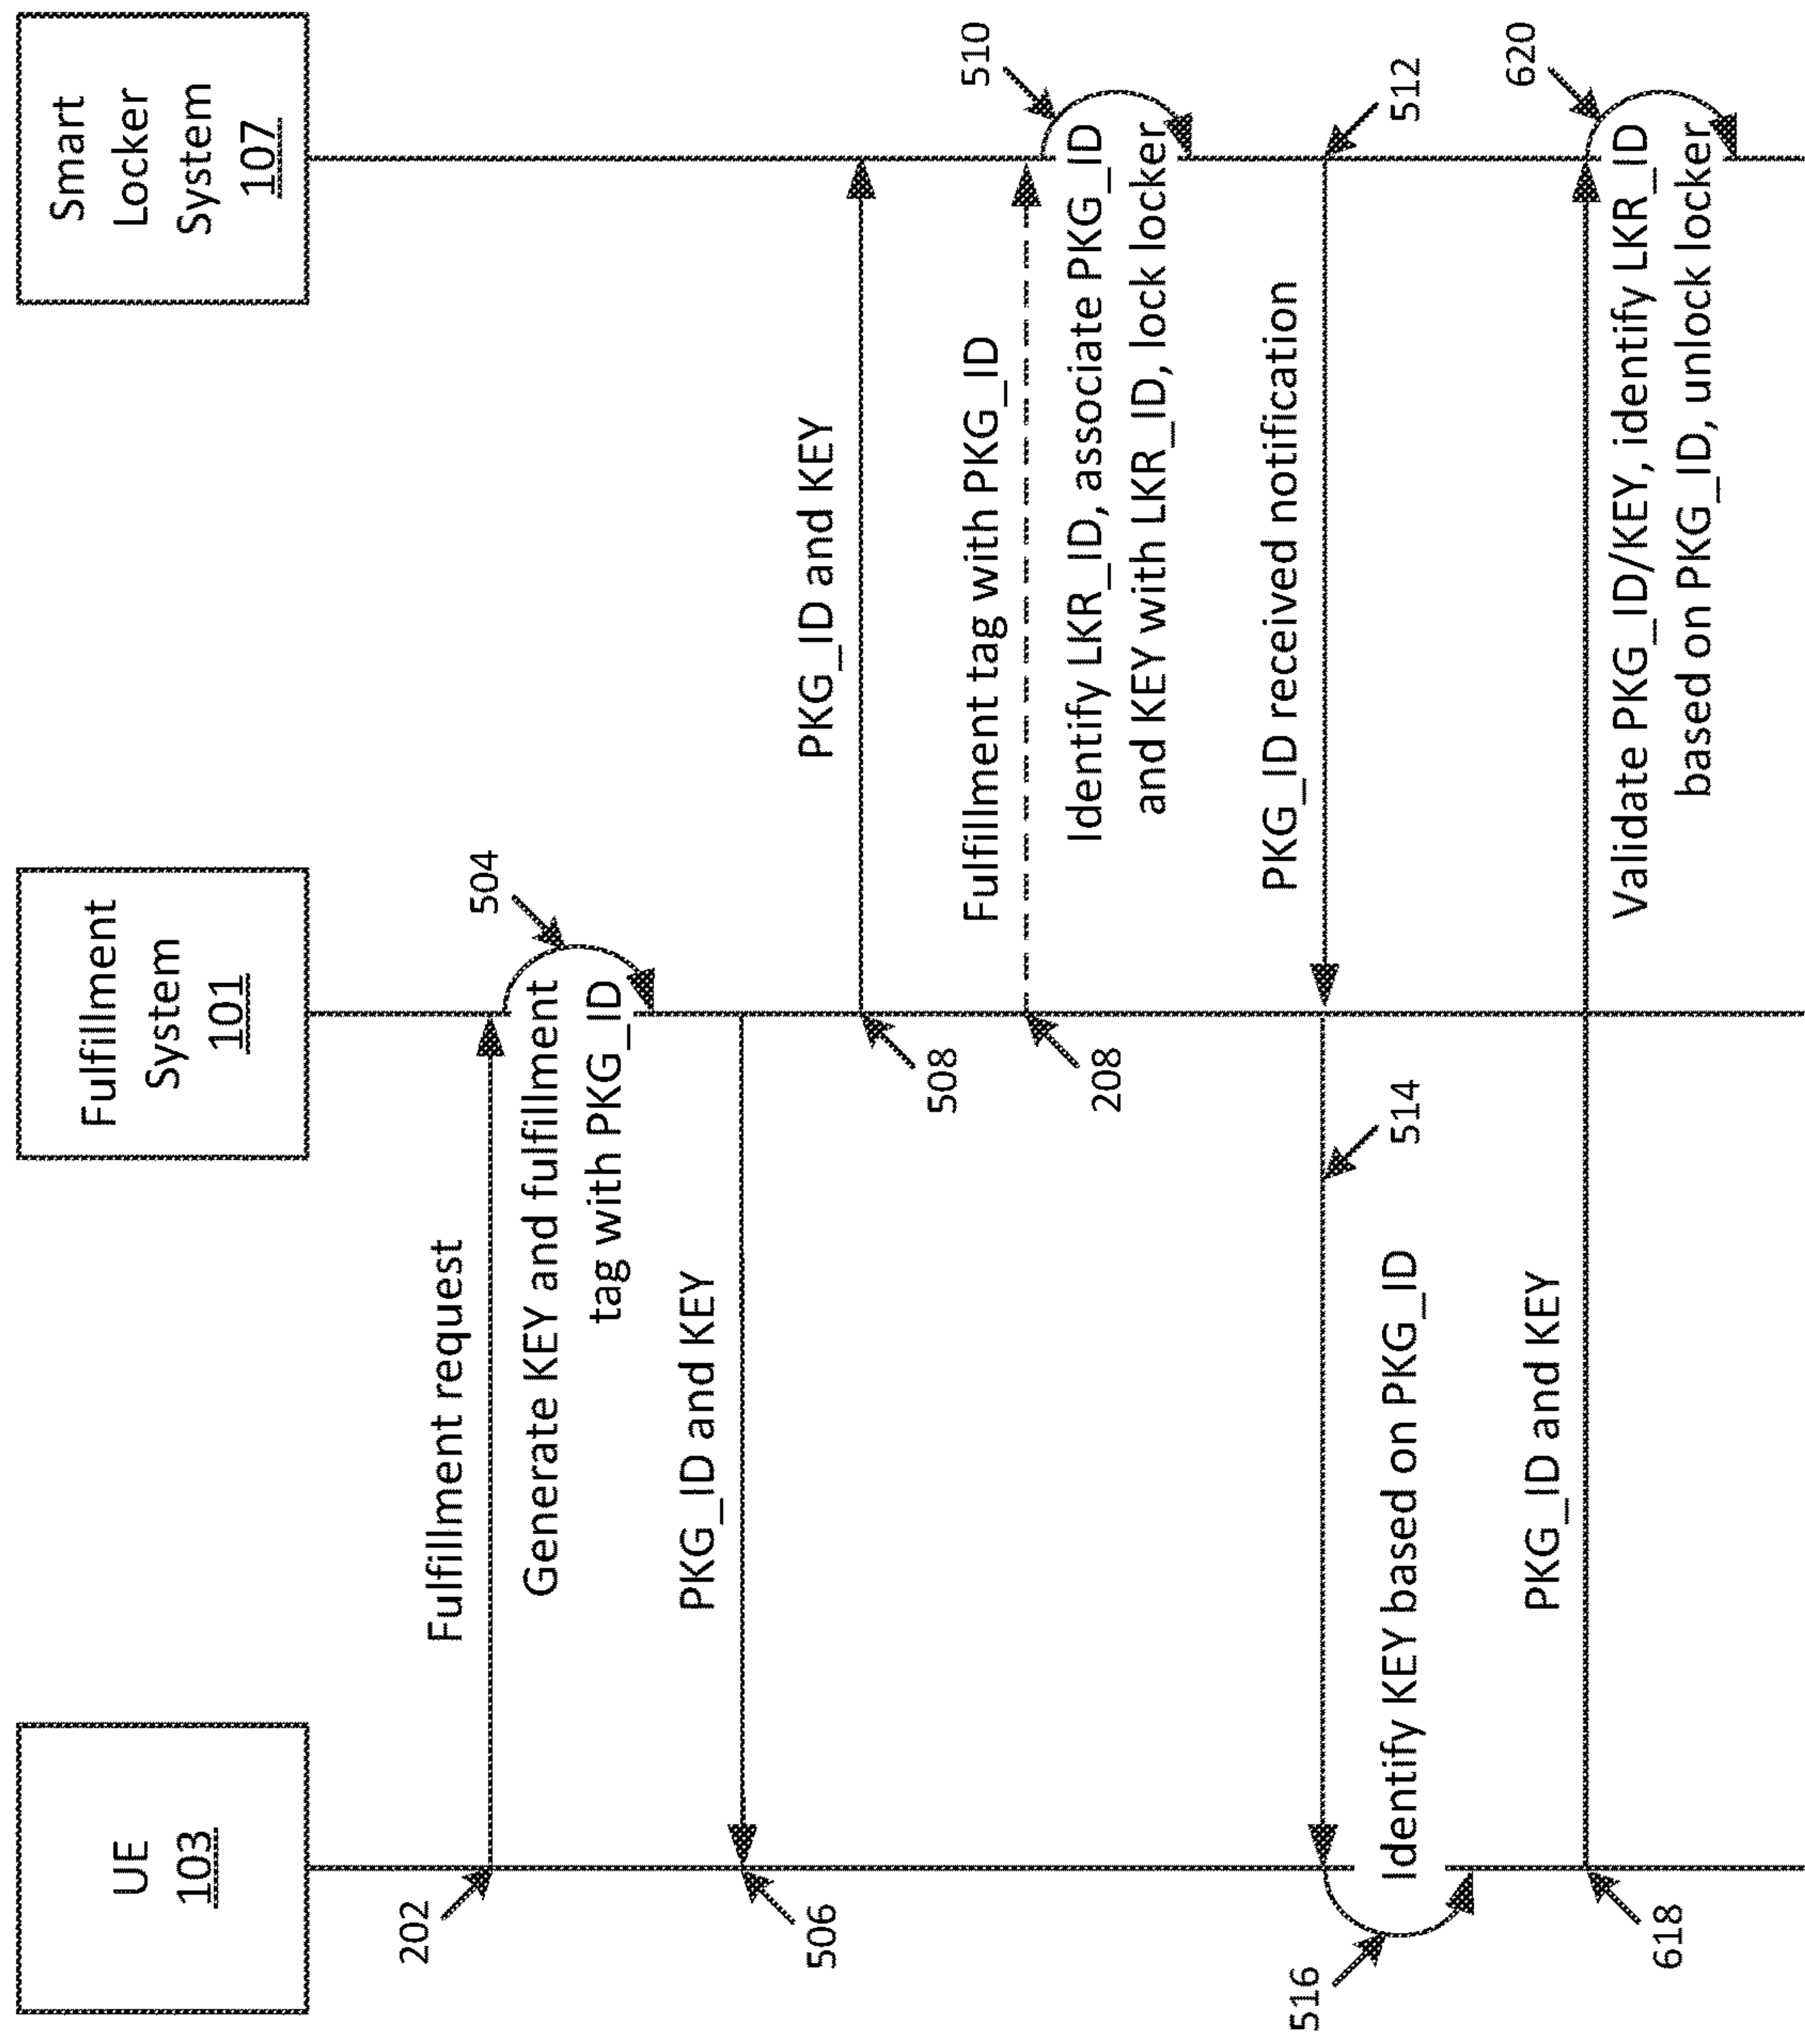 UE
103
Fulfillment
System
101
Smart
Locker
System
107
202
Fulfillment request
504
Generate KEY and fulfillment
tag with PKG_ID
506
PKG_ID and KEY
508
PKG_ID and KEY
208
Fulfillment tag with PKG_ID
510
Identify LKR_ID, associate PKG_ID
and KEY with LKR_ID, lock locker
512
PKG_ID received notification
514
516
Identify KEY based on PKG_ID
618
PKG_ID and KEY
620
Validate PKG_ID/KEY, identify LKR_ID
based on PKG_ID, unlock locker